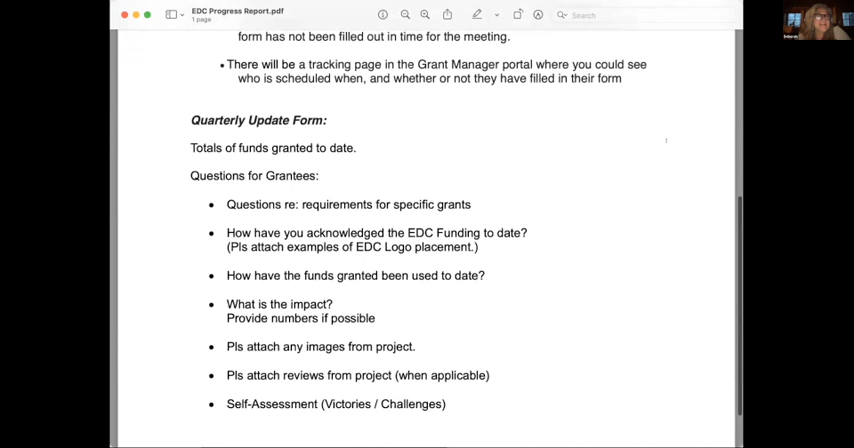 EDC Progress Report.pdf
1 page
Search
form has not been filled out in time for the meeting.
• There will be a tracking page in the Grant Manager portal where you could see
who is scheduled when, and whether or not they have filled in their form
Quarterly Update Form:
Totals of funds granted to date.
Questions for Grantees:
• Questions re: requirements for specific grants
• How have you acknowledged the EDC Funding to date?
(Pls attach examples of EDC Logo placement.)
• How have the funds granted been used to date?
• What is the impact?
Provide numbers if possible
• Pls attach any images from project.
• Pls attach reviews from project (when applicable)
• Self-Assessment (Victories / Challenges)